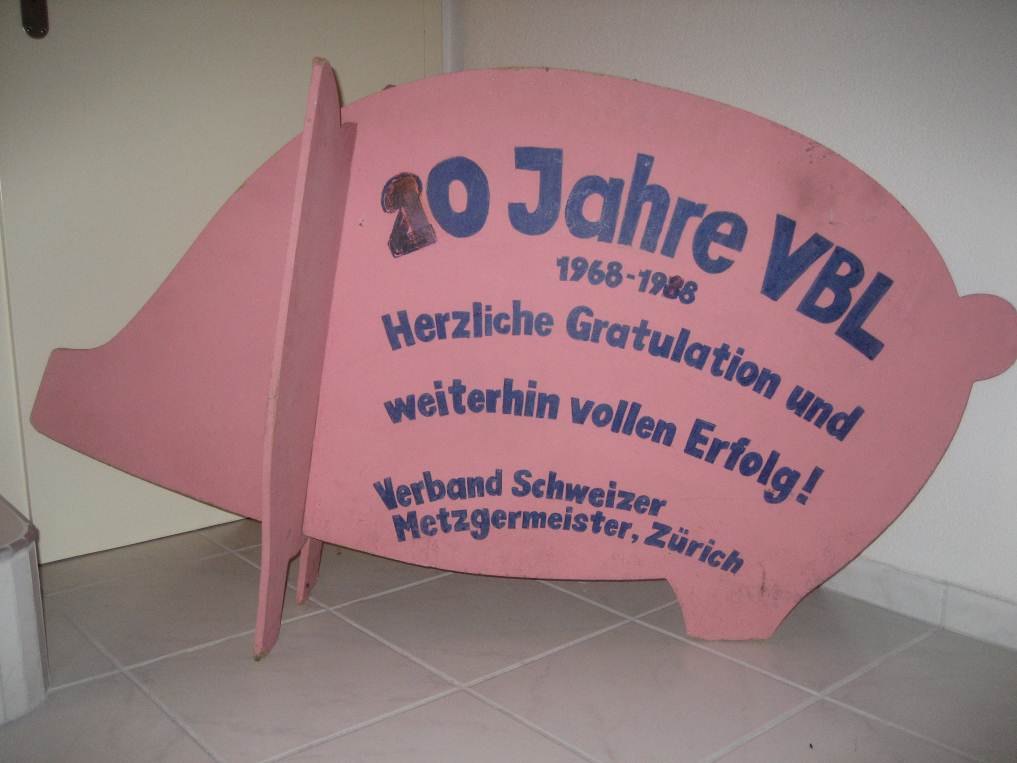 20 Jahre VBL
1968-1988
Herzliche Gratulation und
weiterhin vollen Erfolg!
Verband Schweizer
Metzgermeister, Zürich